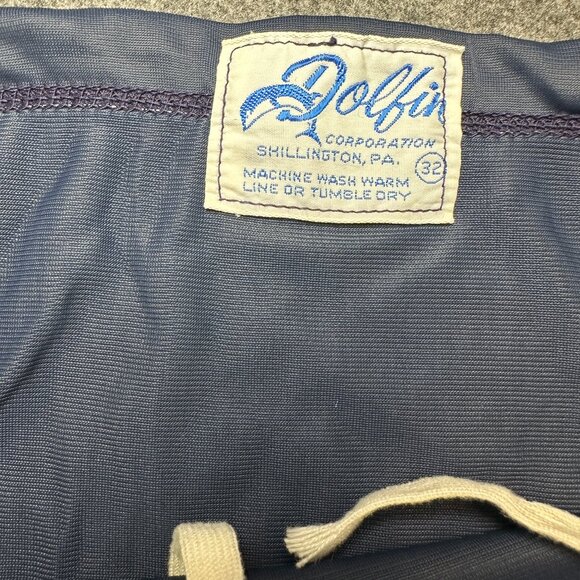 Dolfin
CORPORATION
SHILLINGTON, PA.
32
MACHINE WASH WARM
LINE OR TUMBLE DRY